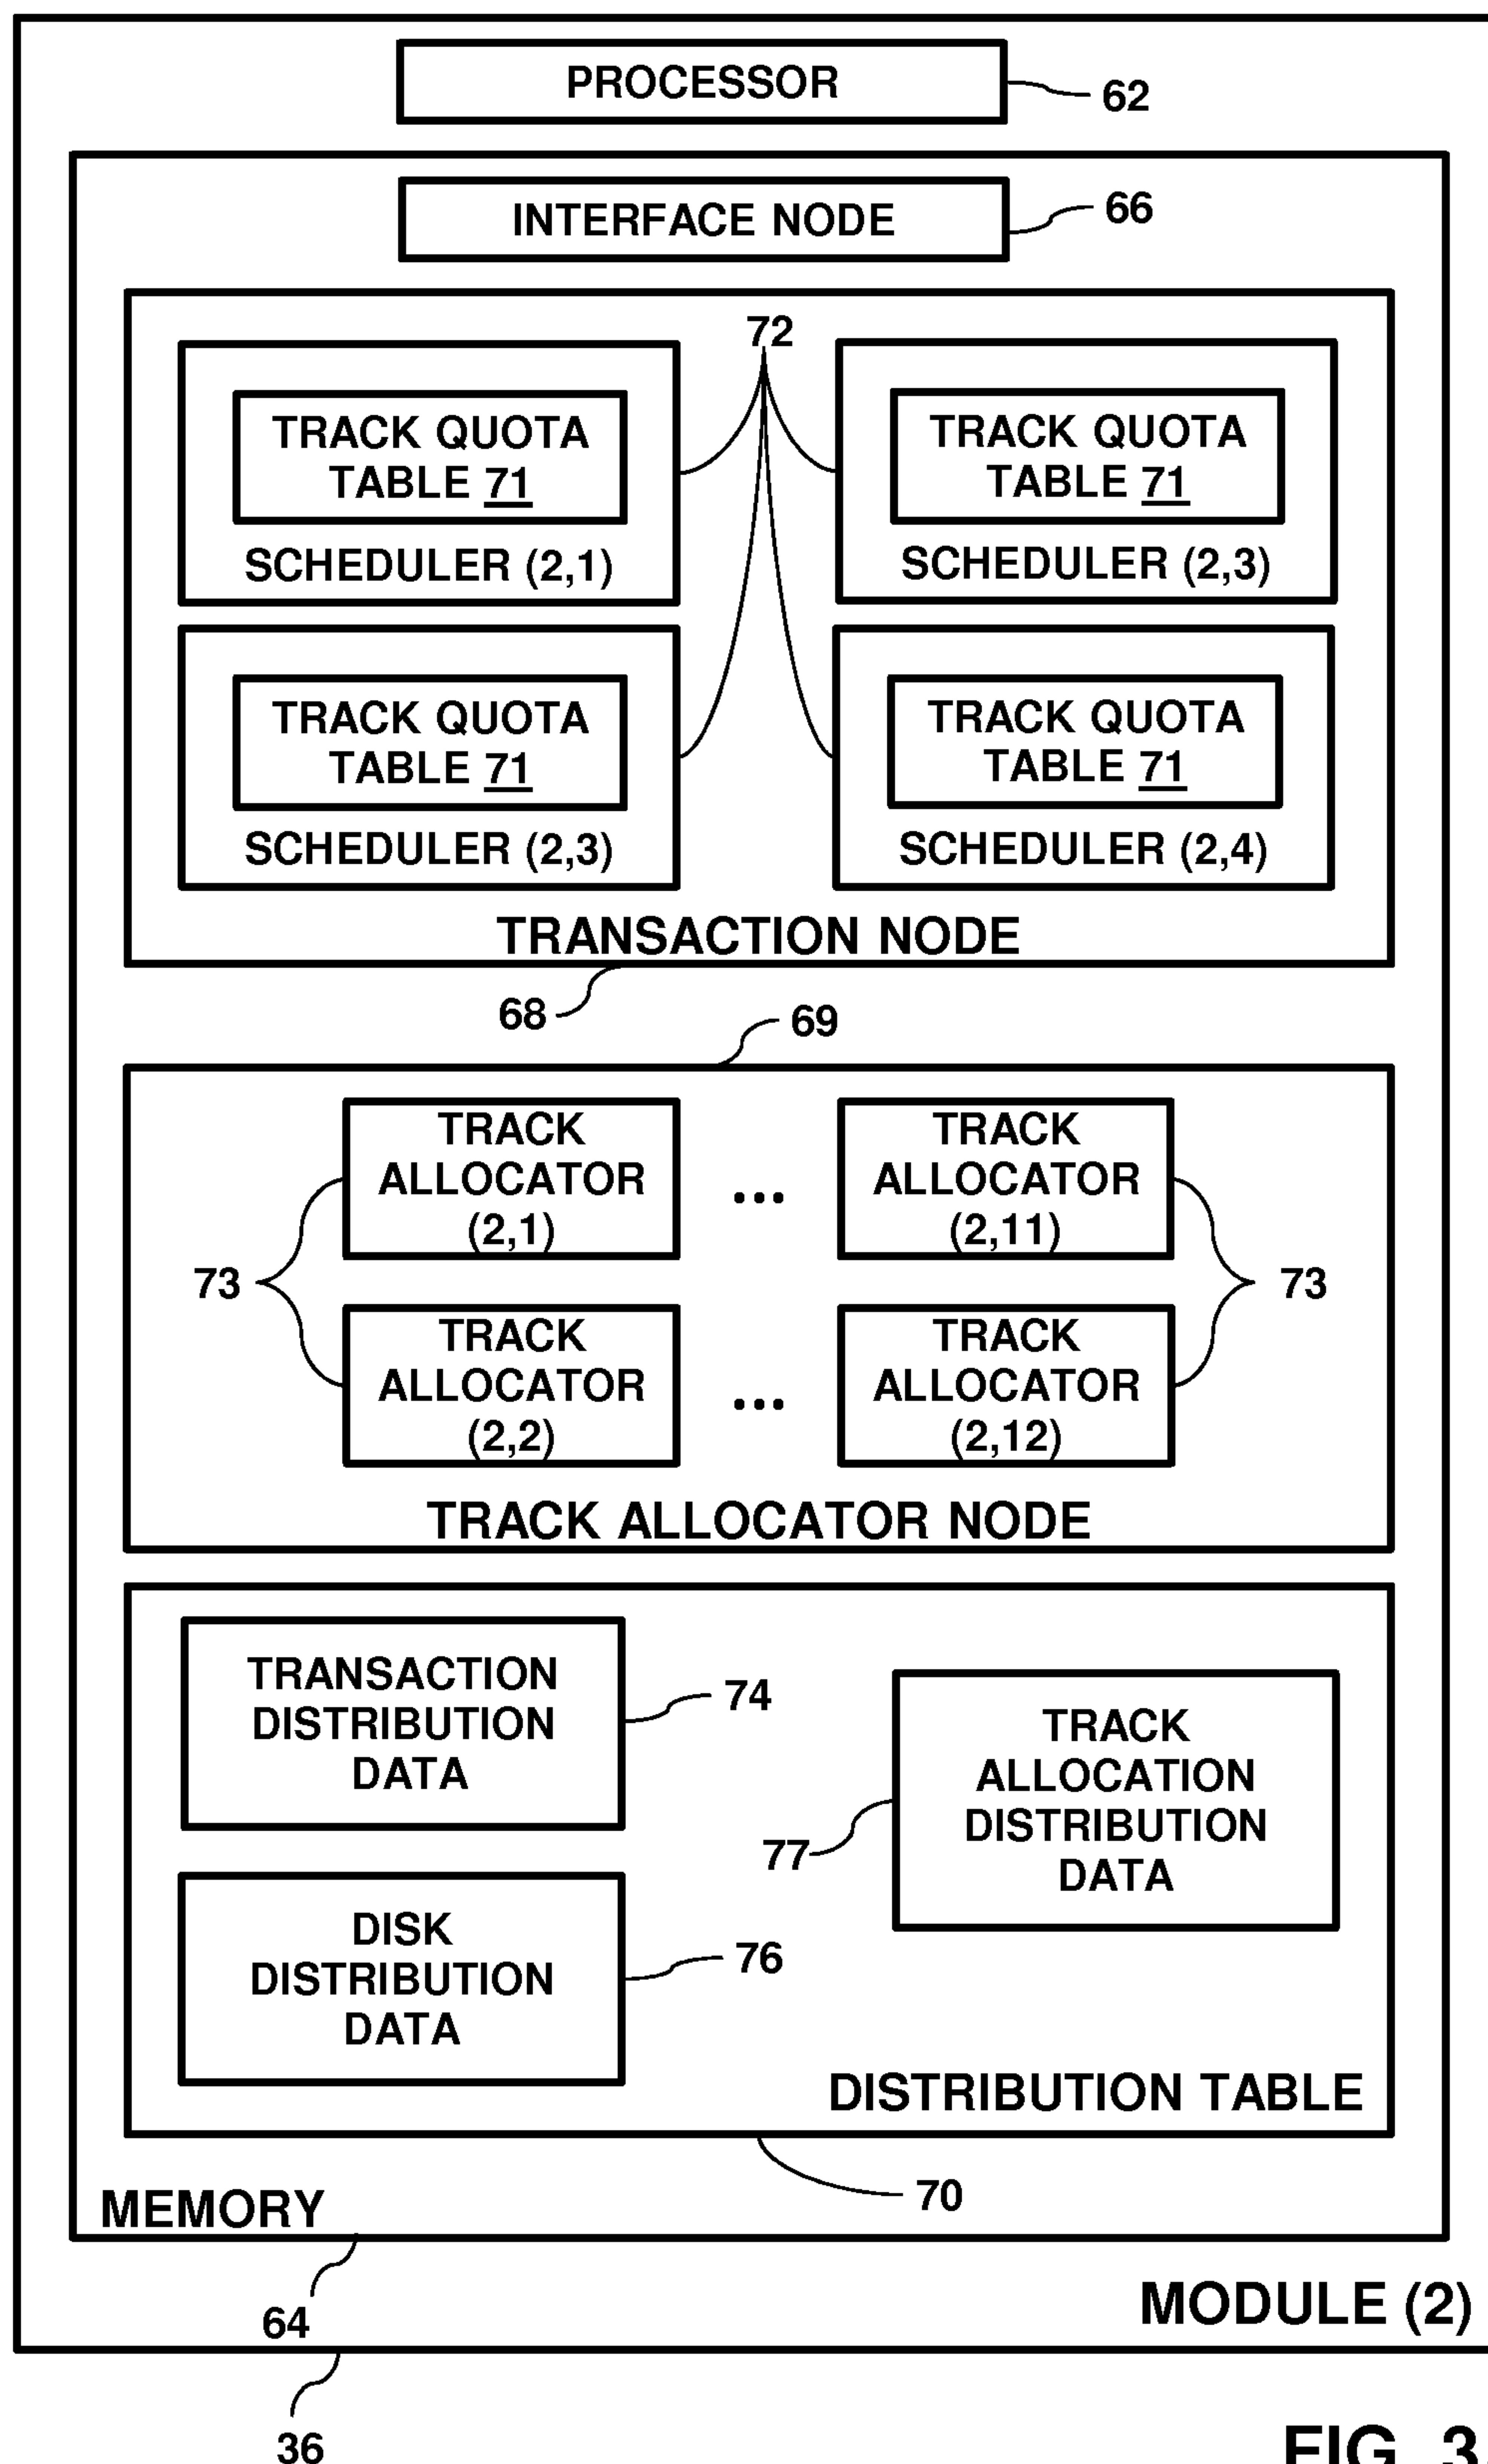 PROCESSOR
62
INTERFACE NODE
66
72
TRACK QUOTA
TABLE 71
SCHEDULER (2,1)
TRACK QUOTA
TABLE 71
SCHEDULER (2,3)
TRACK QUOTA
TABLE 71
SCHEDULER (2,3)
TRACK QUOTA
TABLE 71
SCHEDULER (2,4)
TRANSACTION NODE
68
69
TRACK
ALLOCATOR
(2,1)
...
TRACK
ALLOCATOR
(2,11)
73
73
TRACK
ALLOCATOR
(2,2)
...
TRACK
ALLOCATOR
(2,12)
TRACK ALLOCATOR NODE
TRANSACTION
DISTRIBUTION
DATA
74
TRACK
ALLOCATION
DISTRIBUTION
DATA
77
DISK
DISTRIBUTION
DATA
76
DISTRIBUTION TABLE
70
MEMORY
64
MODULE (2)
36
FIG. 3